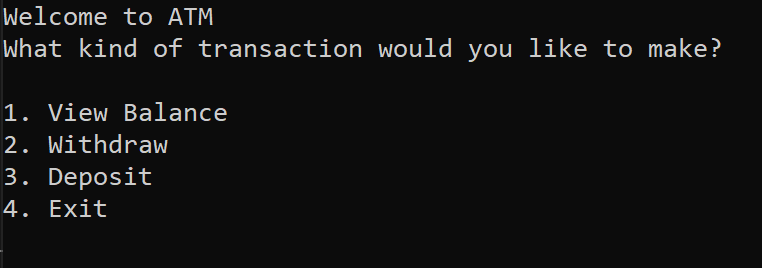 Welcome to ATM
What kind of transaction would you like to make?
1. View Balance
2. Withdraw
3. Deposit
4. Exit